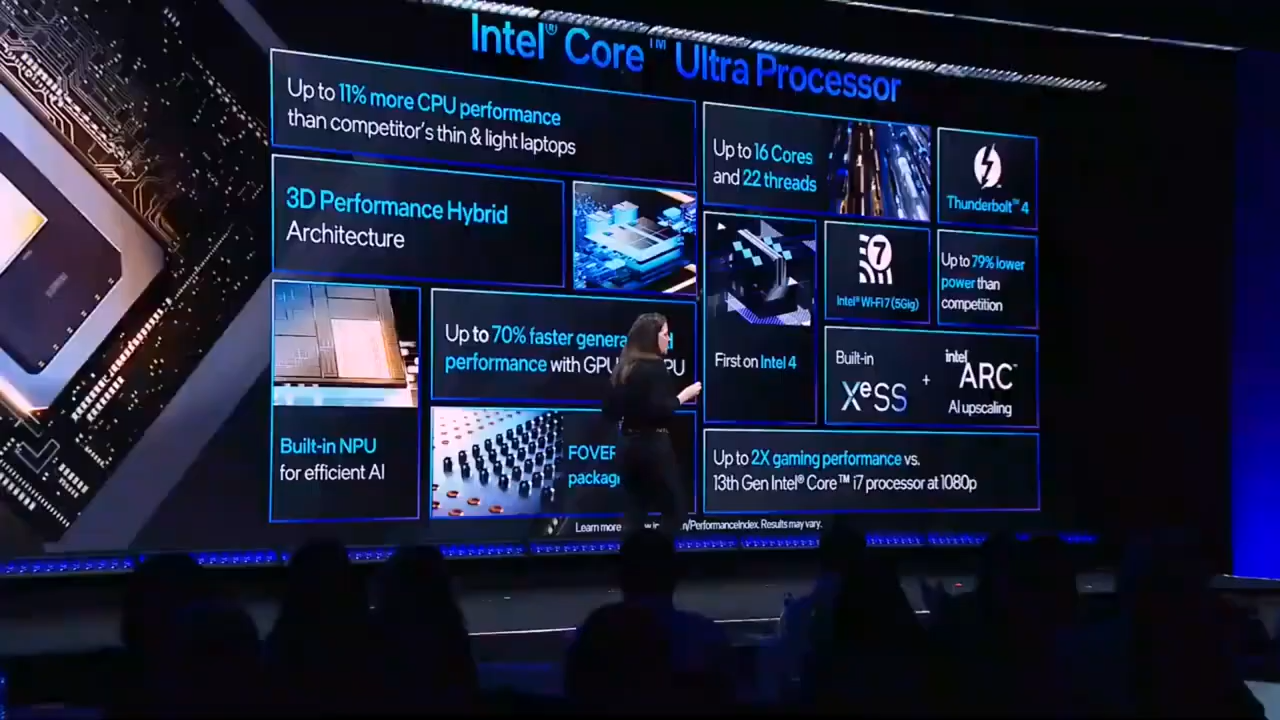 Intel® Core™ Ultra Processor
Up to 11% more CPU performance
than competitor's thin & light laptops
3D Performance Hybrid
Architecture
Built-in NPU
for efficient AI
Up to 70% faster
performance with
FOVER
Up to 16 Cores
and 22 threads
Thunderbolt™ 4
First on Intel 4
7
Intel® Wi-Fi 7 (5Gig)
Up to 79% lower
power than
competition
Built-in
XeSS
+
intel
ARC™
AI upscaling
Up to 2X gaming performance vs.
13th Gen Intel® Core™ i7 processor at 1080p
Learn more /PerformanceIndex. Results may vary.